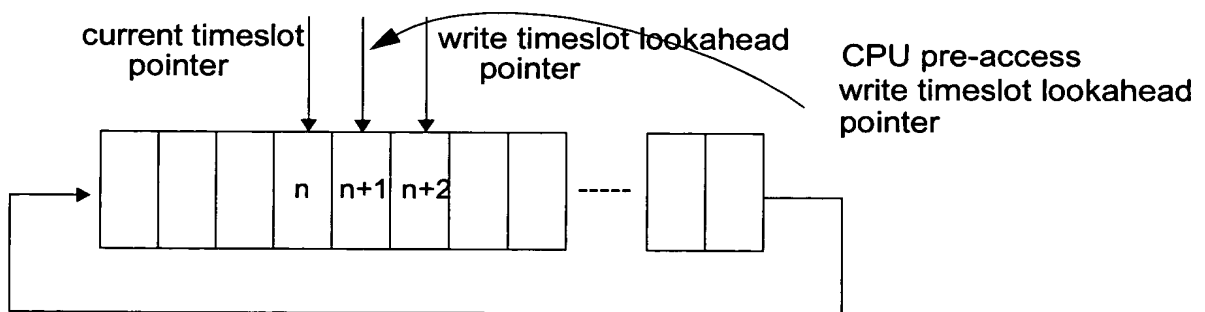 current timeslot
pointer
write timeslot lookahead
pointer
CPU pre-access
write timeslot lookahead
pointer
n
n+1
n+2